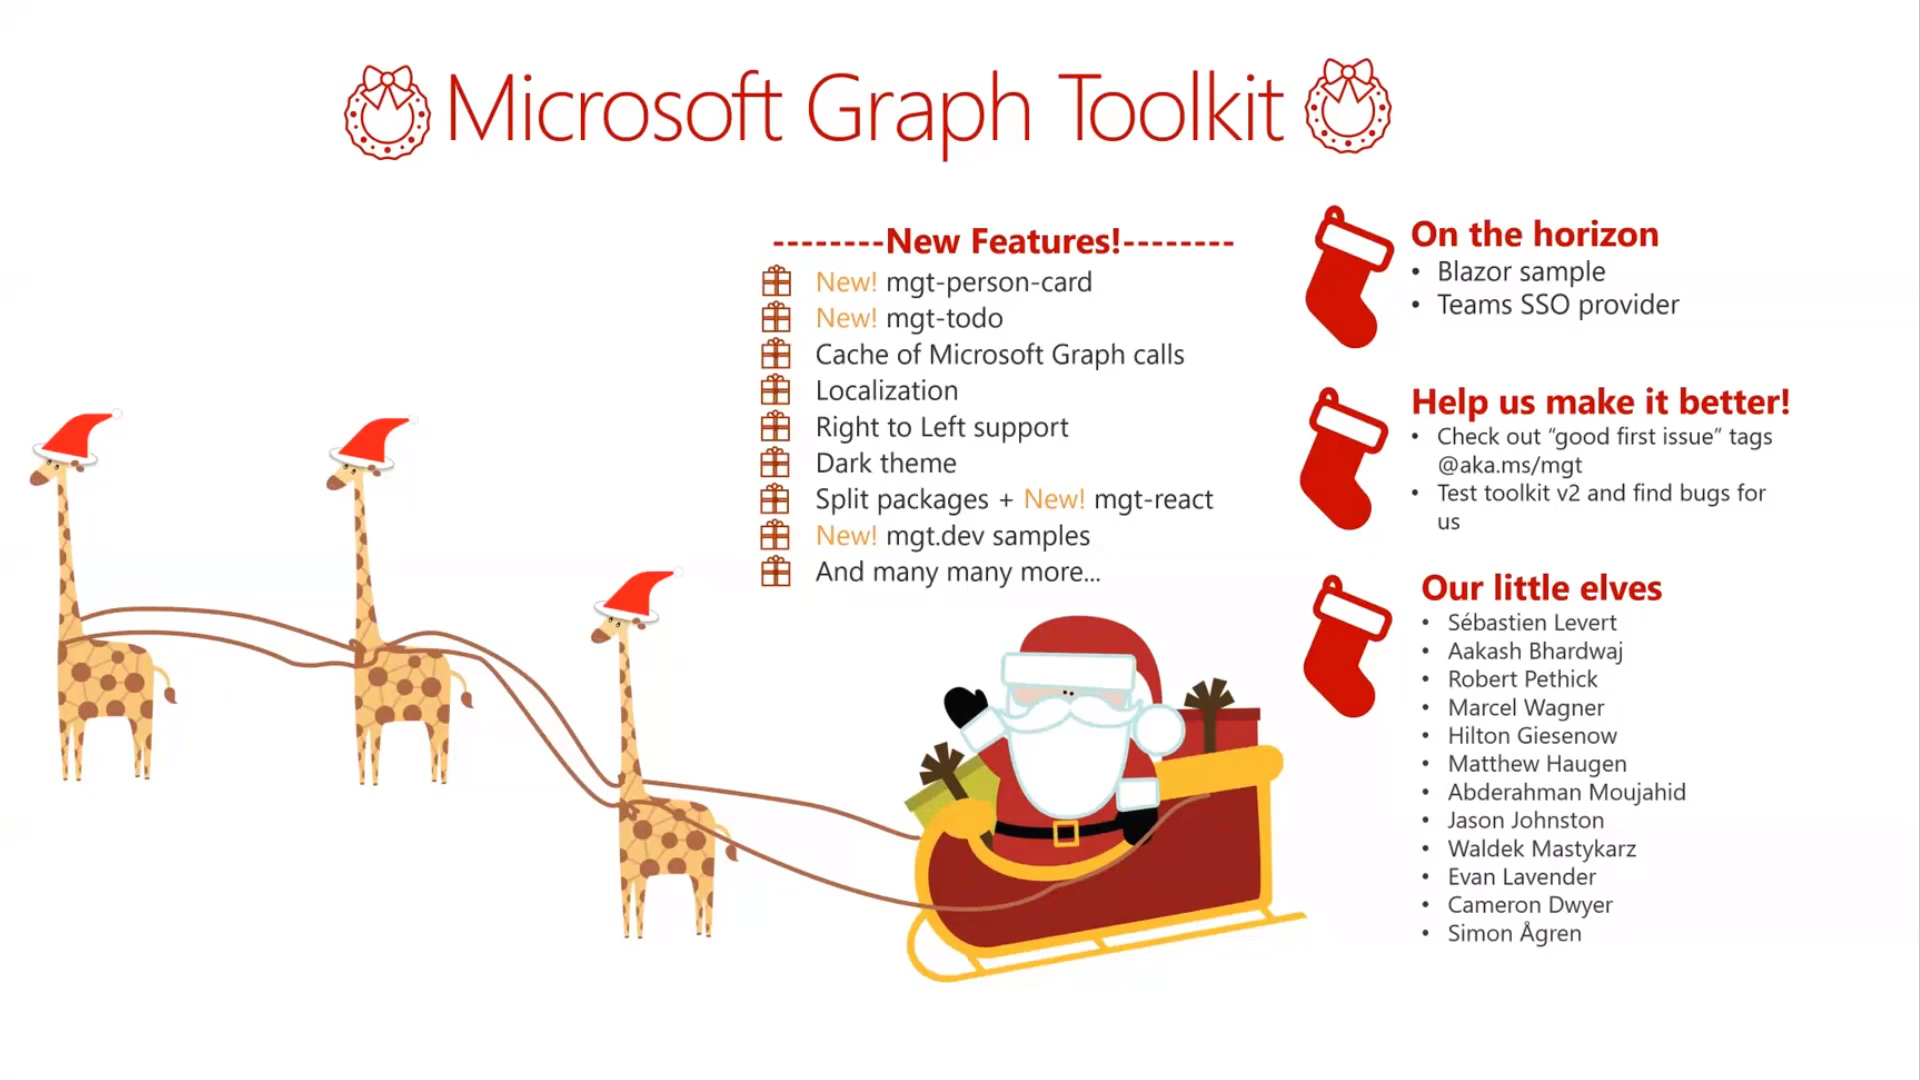 Microsoft Graph Toolkit
--------New Features!--------
New! mgt-person-card
New! mgt-todo
Cache of Microsoft Graph calls
Localization
Right to Left support
Dark theme
Split packages + New! mgt-react
New! mgt.dev samples
And many many more...
On the horizon
• Blazor sample
• Teams SSO provider
Help us make it better!
• Check out “good first issue” tags
@aka.ms/mgt
• Test toolkit v2 and find bugs for
us
Our little elves
• Sébastien Levert
• Aakash Bhardwaj
• Robert Pethick
• Marcel Wagner
• Hilton Giesenow
• Matthew Haugen
• Abderahman Moujahid
• Jason Johnston
• Waldek Mastykarz
• Evan Lavender
• Cameron Dwyer
• Simon Ågren